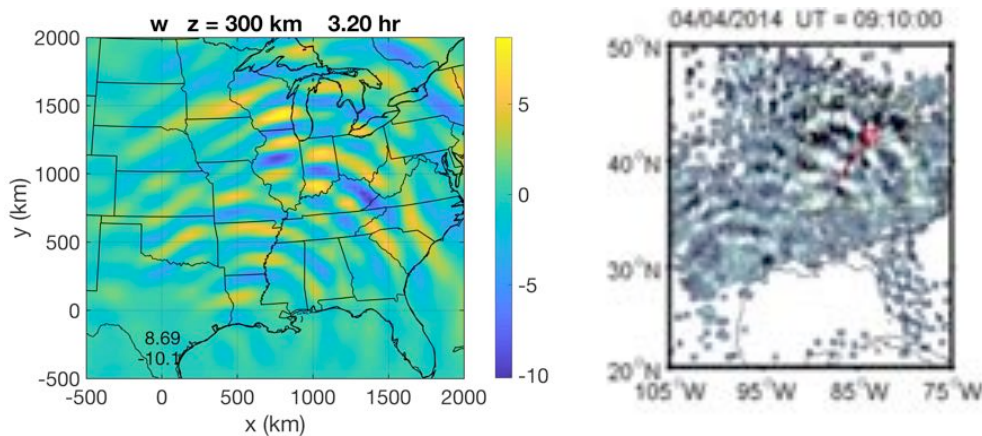 w z = 300 km 3.20 hr
2000
1500
1000
500
0
-500
y (km)
8.69
-10.1
-500 0 500 1000 1500 2000
x (km)
5
0
-5
-10
04/04/2014 UT = 09:10:00
50°N
40°N
30°N
20°N
105°W 95°W 85°W 75°W